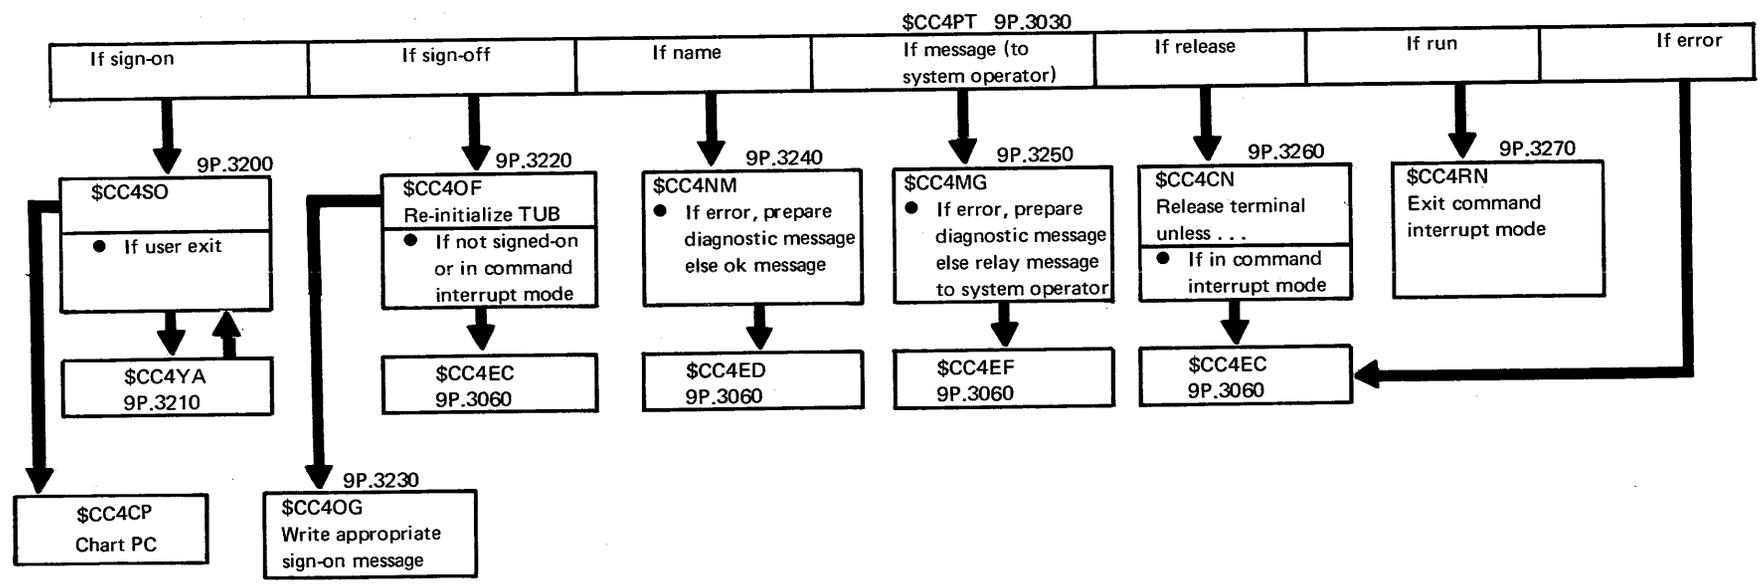 $CC4PT 9P.3030
If sign-on
If sign-off
If name
If message (to
system operator)
If release
If run
If error
9P.3200
$CC4SO
● If user exit
$CC4YA
9P.3210
$CC4CP
Chart PC
9P.3220
$CC4OF
Re-initialize TUB
● If not signed-on
or in command
interrupt mode
$CC4EC
9P.3060
9P.3230
$CC4OG
Write appropriate
sign-on message
9P.3240
$CC4NM
● If error, prepare
diagnostic message
else ok message
$CC4ED
9P.3060
9P.3250
$CC4MG
● If error, prepare
diagnostic message
else relay message
to system operator
$CC4EF
9P.3060
9P.3260
$CC4CN
Release terminal
unless . . .
● If in command
interrupt mode
$CC4EC
9P.3060
9P.3270
$CC4RN
Exit command
interrupt mode